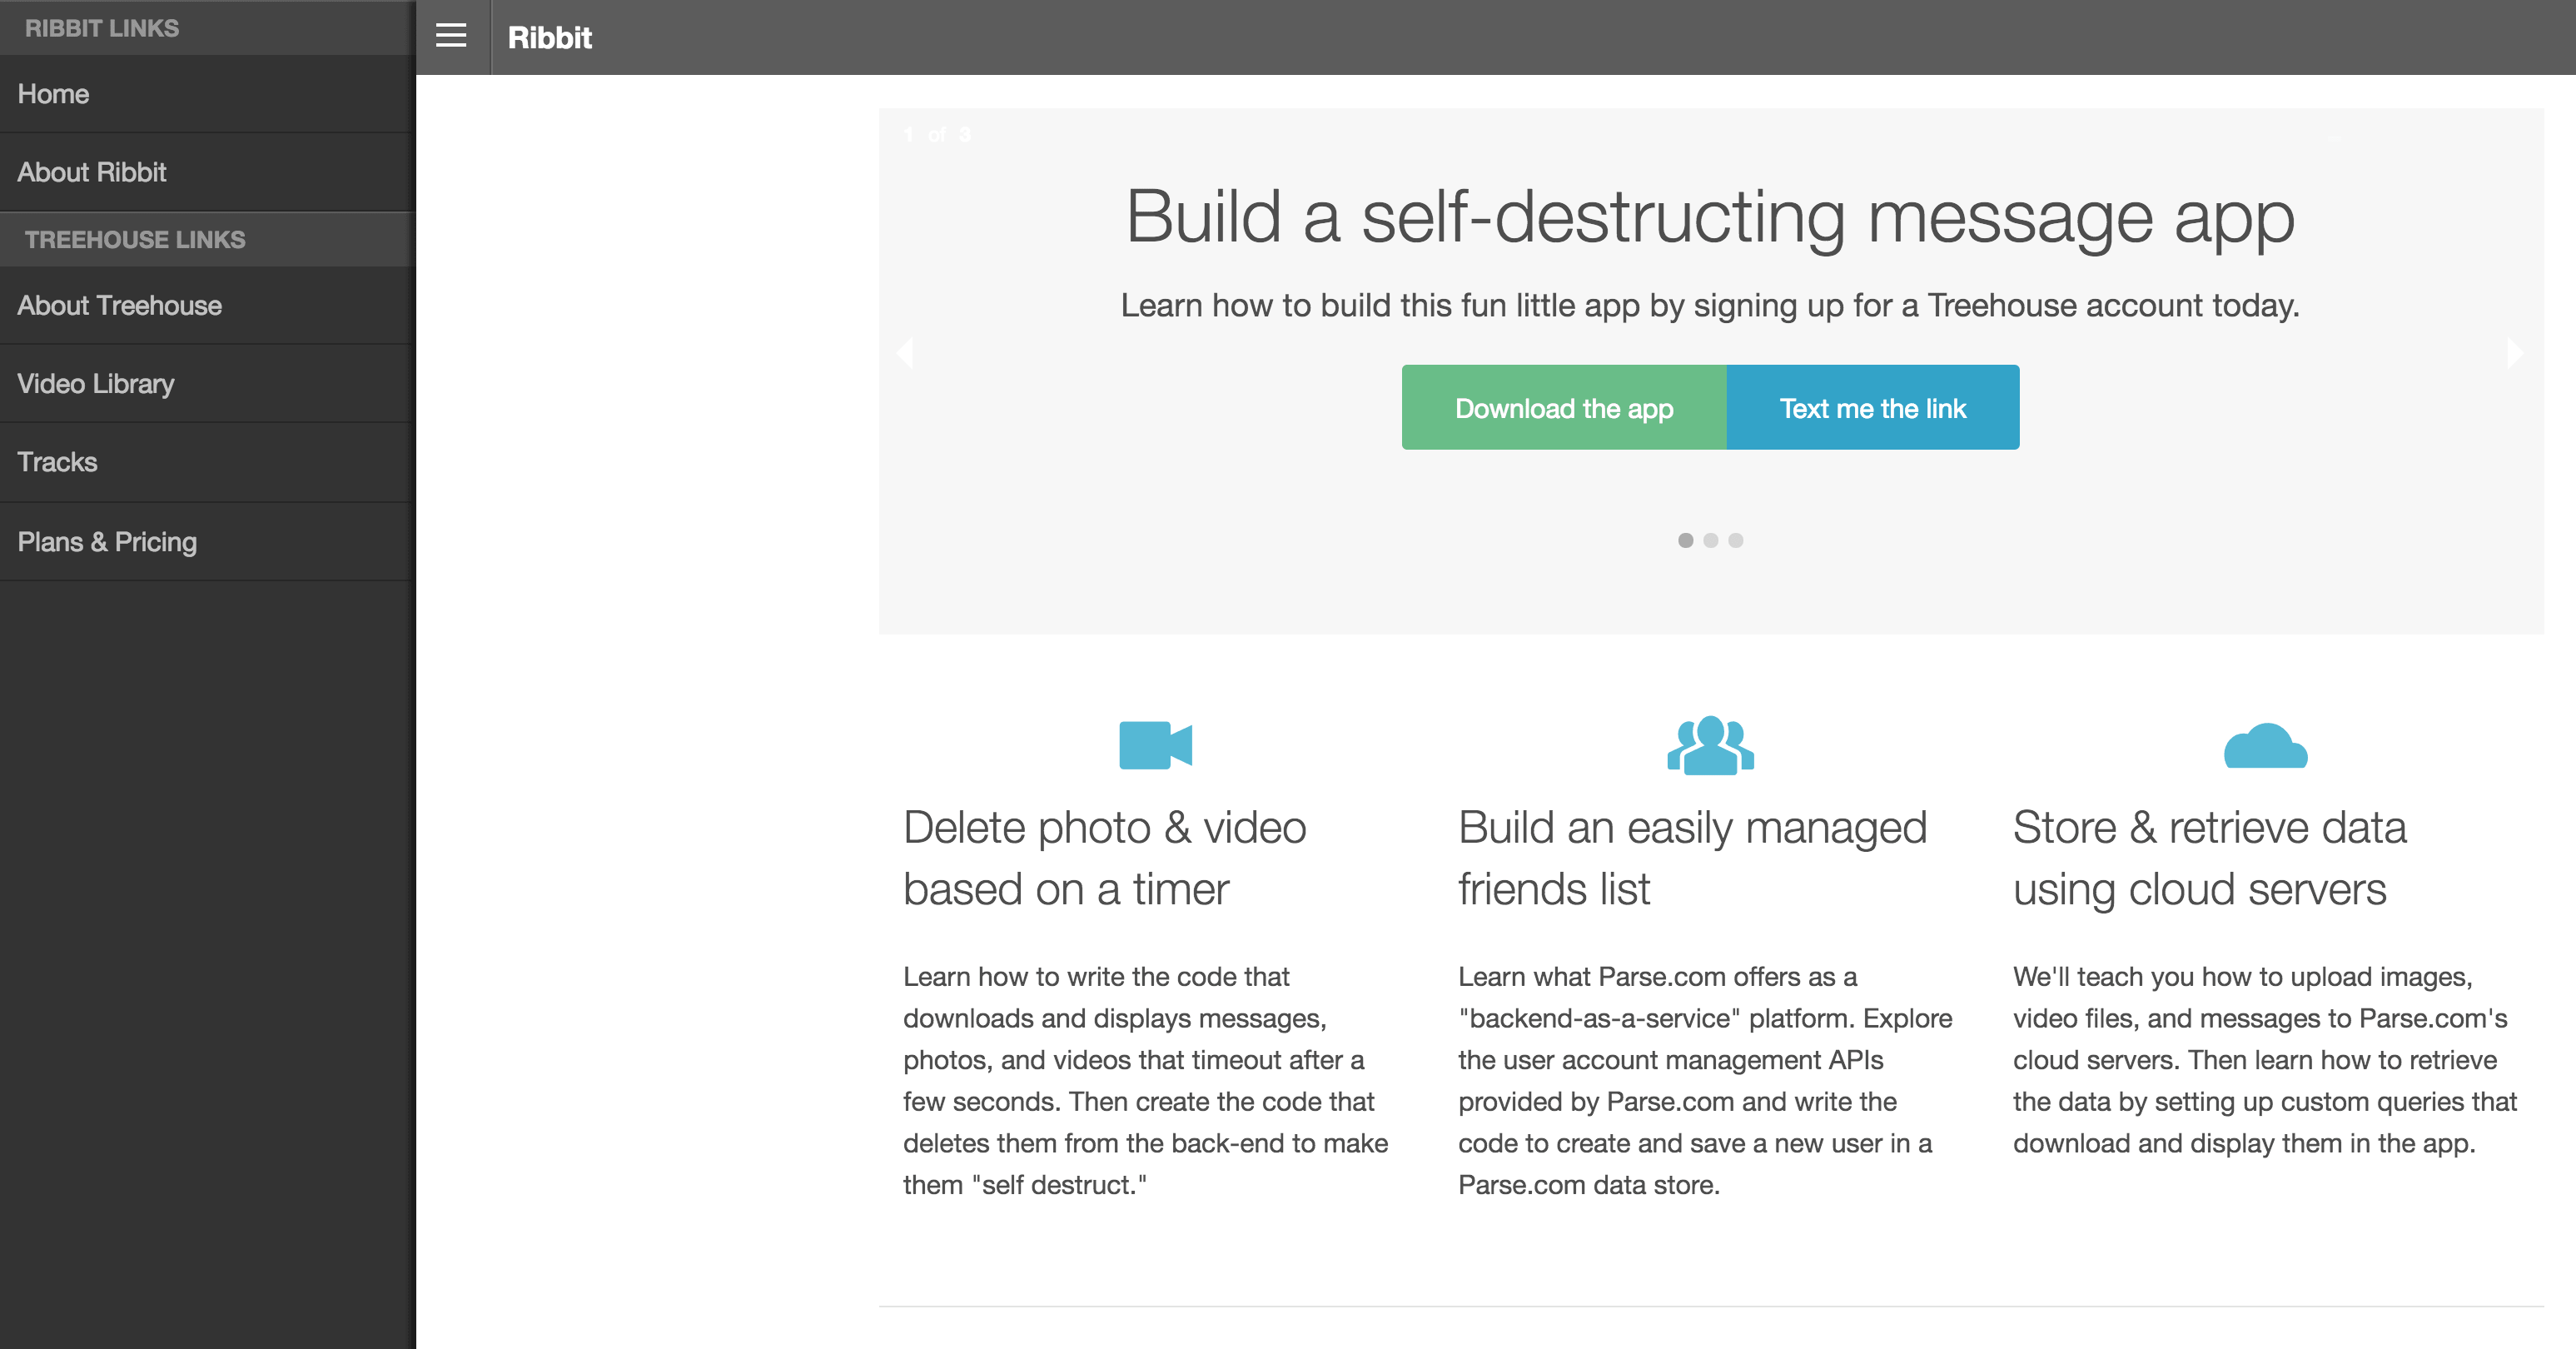 RIBBIT LINKS
Home
About Ribbit
TREEHOUSE LINKS
About Treehouse
Video Library
Tracks
Plans & Pricing
Ribbit
1 of 3
Build a self-destructing message app
Learn how to build this fun little app by signing up for a Treehouse account today.
Download the app
Text me the link
Delete photo & video
based on a timer
Learn how to write the code that
downloads and displays messages,
photos, and videos that timeout after a
few seconds. Then create the code that
deletes them from the back-end to make
them "self destruct."
Build an easily managed
friends list
Learn what Parse.com offers as a
"backend-as-a-service" platform. Explore
the user account management APIs
provided by Parse.com and write the
code to create and save a new user in a
Parse.com data store.
Store & retrieve data
using cloud servers
We'll teach you how to upload images,
video files, and messages to Parse.com's
cloud servers. Then learn how to retrieve
the data by setting up custom queries that
download and display them in the app.